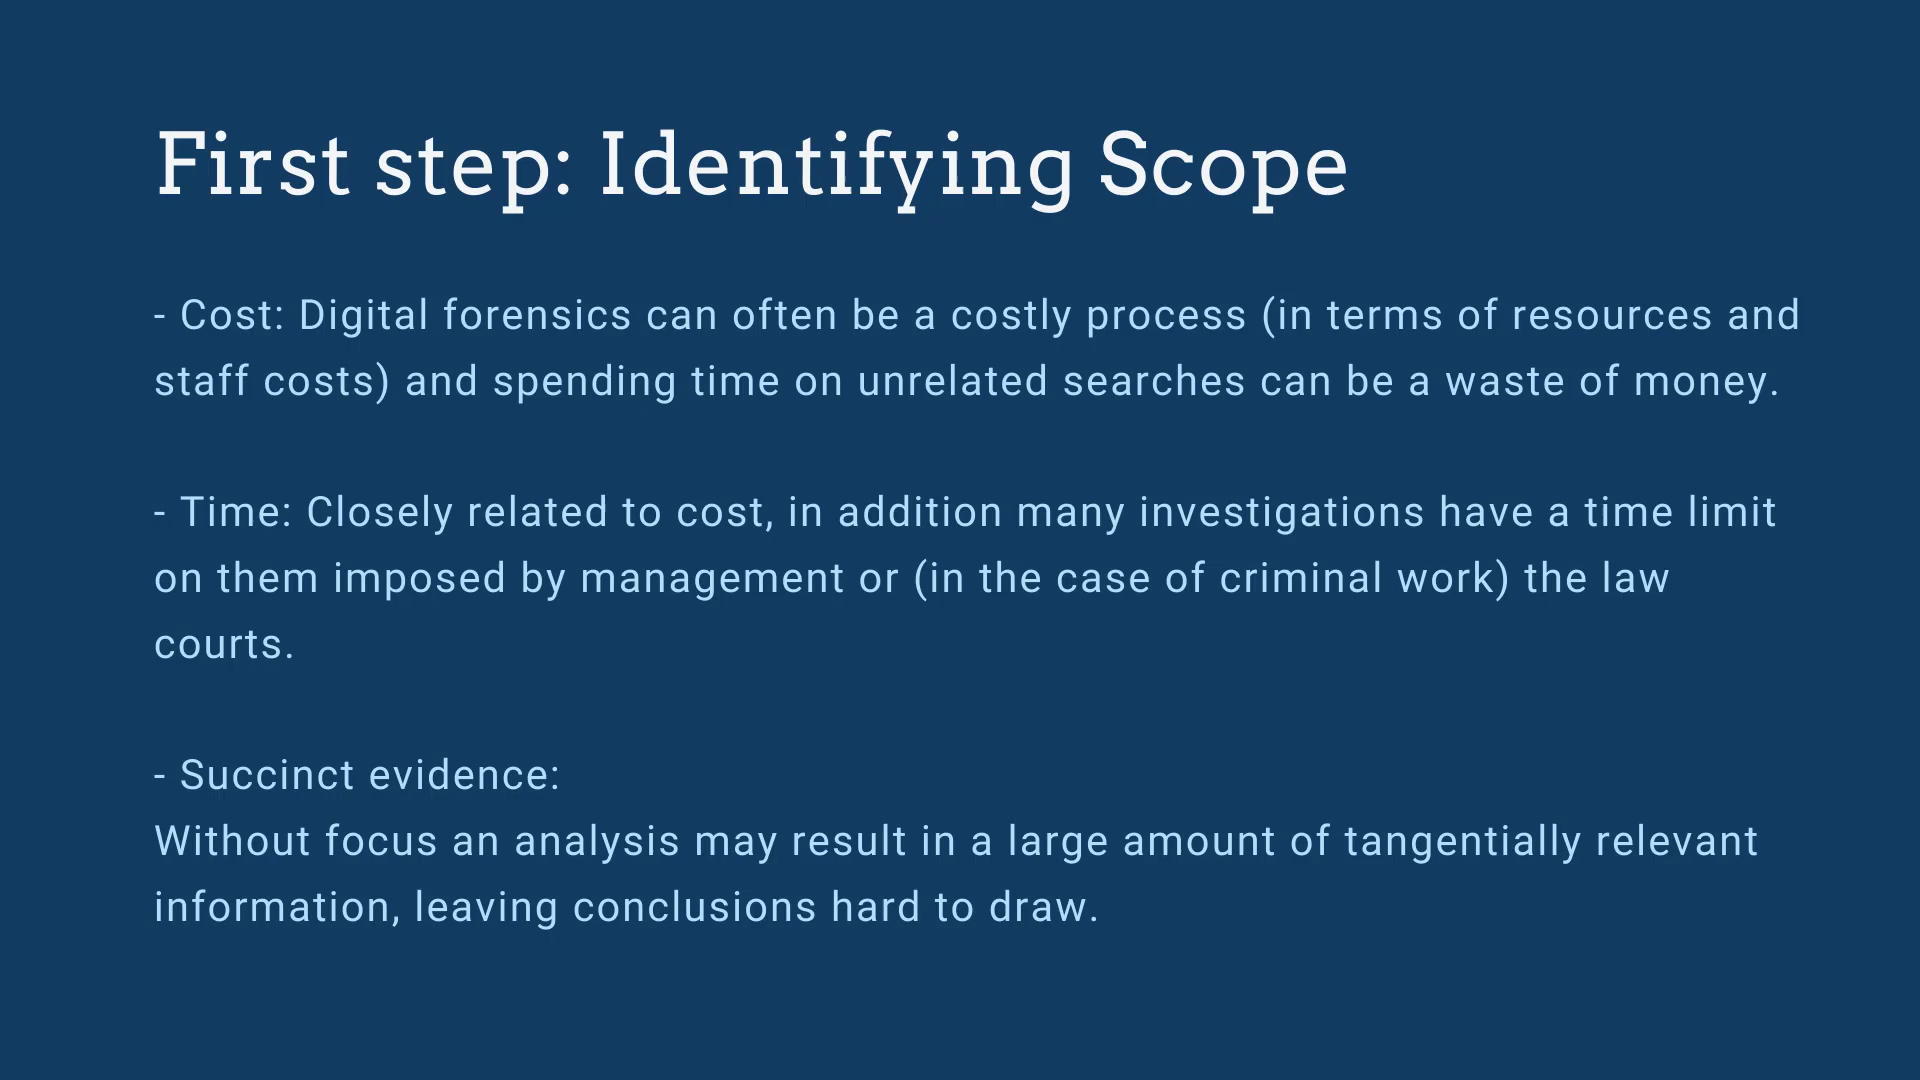 First step: Identifying Scope
- Cost: Digital forensics can often be a costly process (in terms of resources and
staff costs) and spending time on unrelated searches can be a waste of money.
- Time: Closely related to cost, in addition many investigations have a time limit
on them imposed by management or (in the case of criminal work) the law
courts.
- Succinct evidence:
Without focus an analysis may result in a large amount of tangentially relevant
information, leaving conclusions hard to draw.